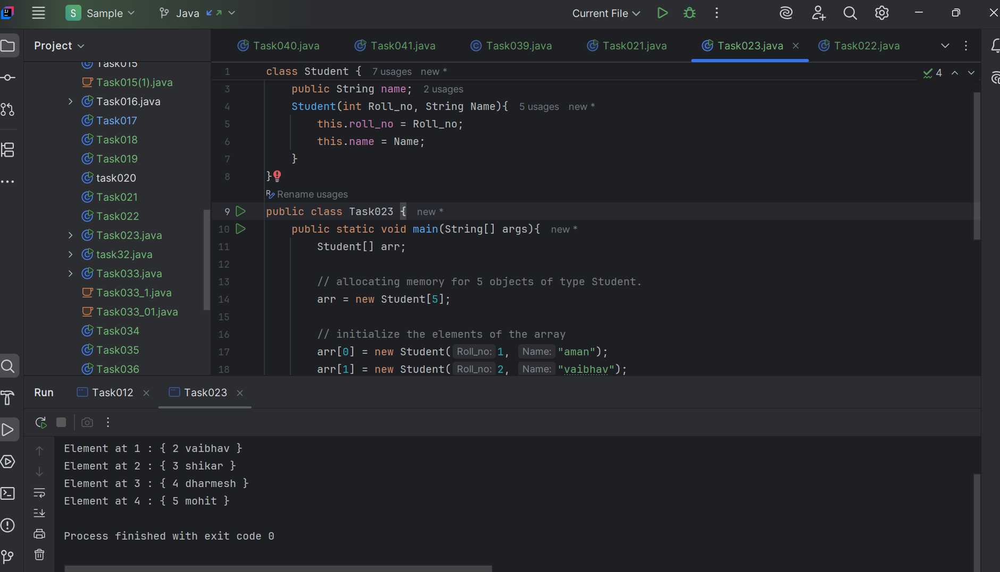 S Sample Java Current File
Project
Task040.java Task041.java Task039.java Task021.java Task023.java Task022.java
Task015
Task015(1).java
Task016.java
Task017
Task018
Task019
task020
Task021
Task022
Task023.java
task32.java
Task033.java
Task033_1.java
Task033_01.java
Task034
Task035
Task036
4
1 class Student { 7 usages new *
3 public String name; 2 usages
4 Student(int Roll_no, String Name){ 5 usages new *
5 this.roll_no = Roll_no;
6 this.name = Name;
7 }
8 }
Rename usages
9 public class Task023 { new *
10 public static void main(String[] args){ new *
11 Student[] arr;
12
13 // allocating memory for 5 objects of type Student.
14 arr = new Student[5];
15
16 // initialize the elements of the array
17 arr[0] = new Student( Roll_no: 1, Name: "aman");
18 arr[1] = new Student( Roll_no: 2, Name: "vaibhav");
Run Task012 Task023
Element at 1 : { 2 vaibhav }
Element at 2 : { 3 shikar }
Element at 3 : { 4 dharmesh }
Element at 4 : { 5 mohit }
Process finished with exit code 0